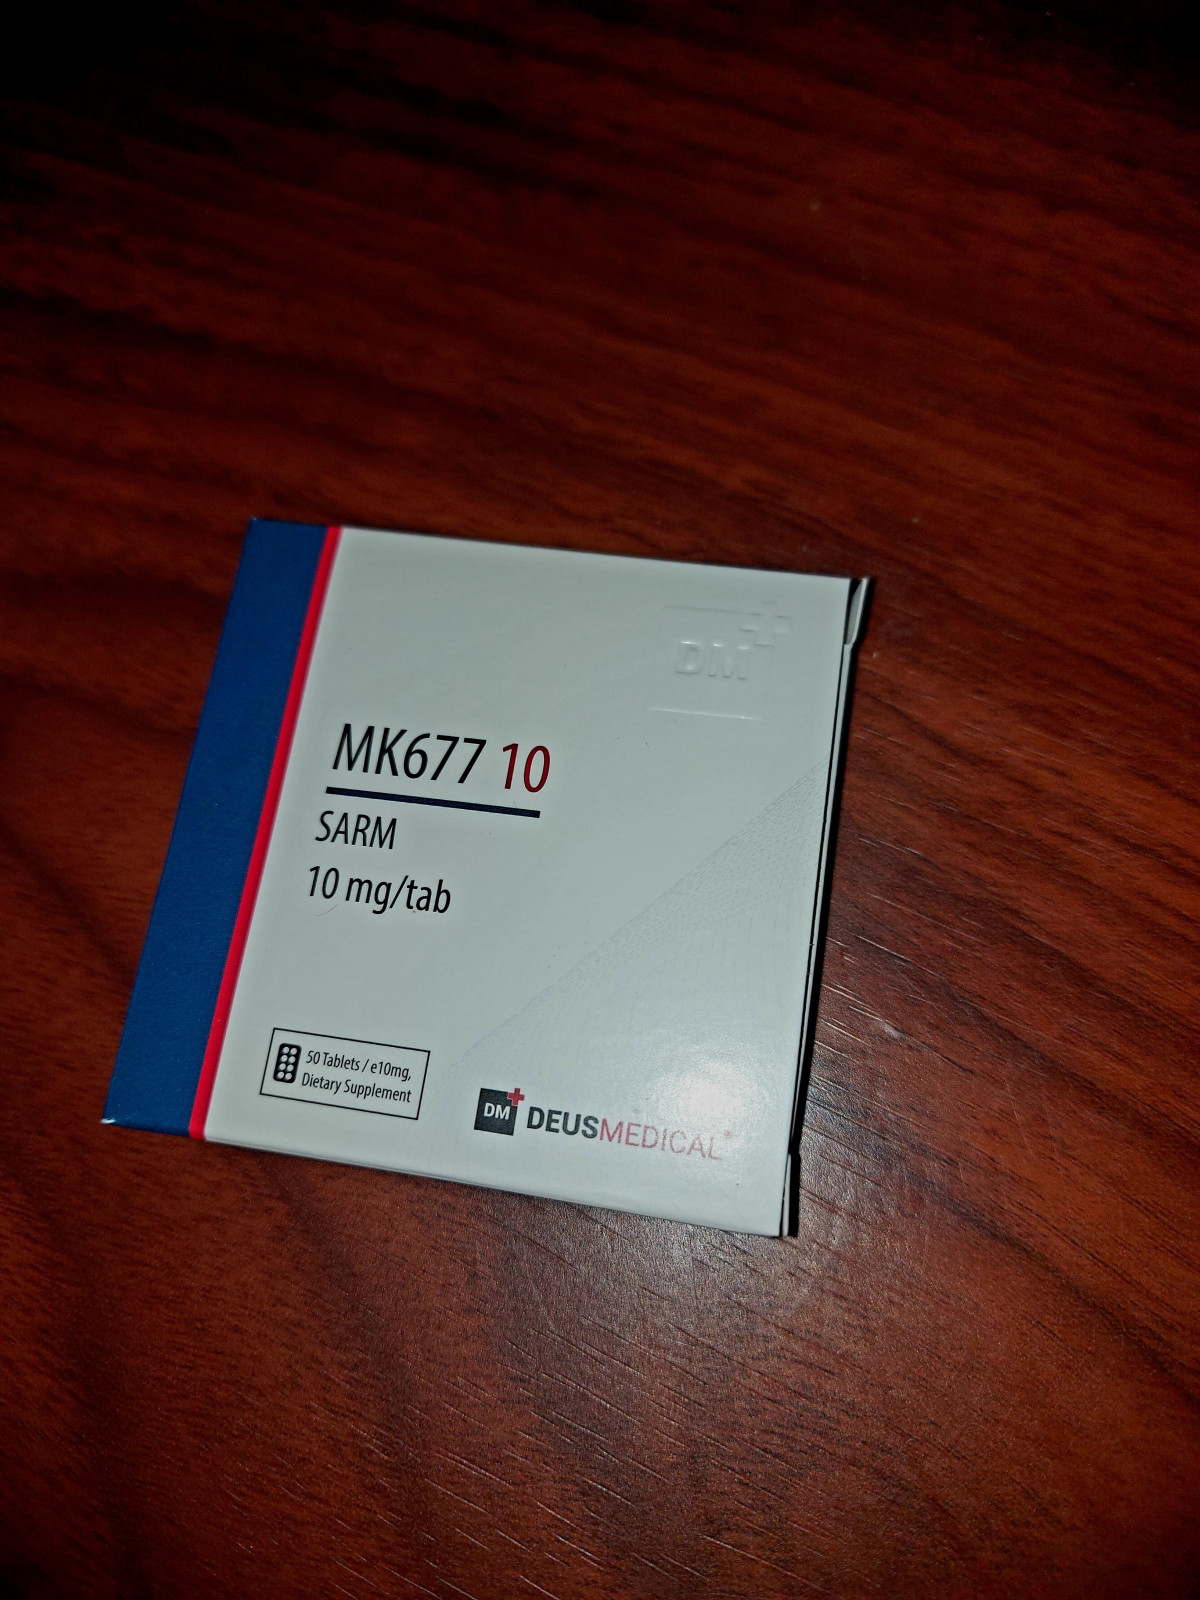 DM
MK677 10
SARM
10 mg/tab
50 Tablets / e10mg,
Dietary Supplement
DM DEUSMEDICAL®